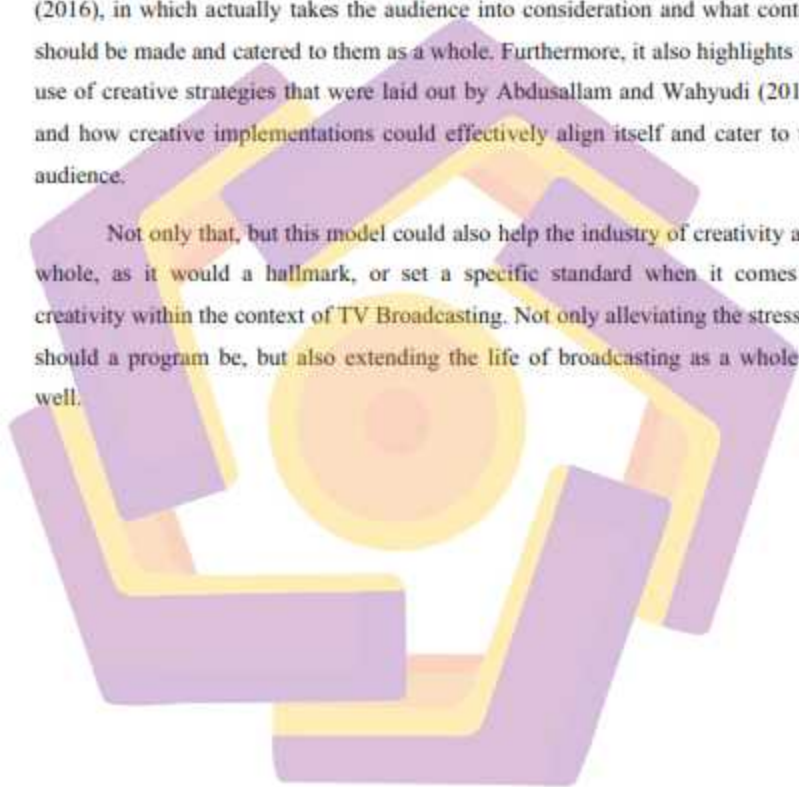 (2016), in which actually takes the audience into consideration and what cont
should be made and catered to them as a whole. Furthermore, it also highlights
use of creative strategies that were laid out by Abdusallam and Wahyudi (201
and how creative implementations could effectively align itself and cater to
audience.
Not only that, but this model could also help the industry of creativity a
whole, as it would a hallmark, or set a specific standard when it comes
creativity within the context of TV Broadcasting. Not only alleviating the stress
should a program be, but also extending the life of broadcasting as a whole
well.